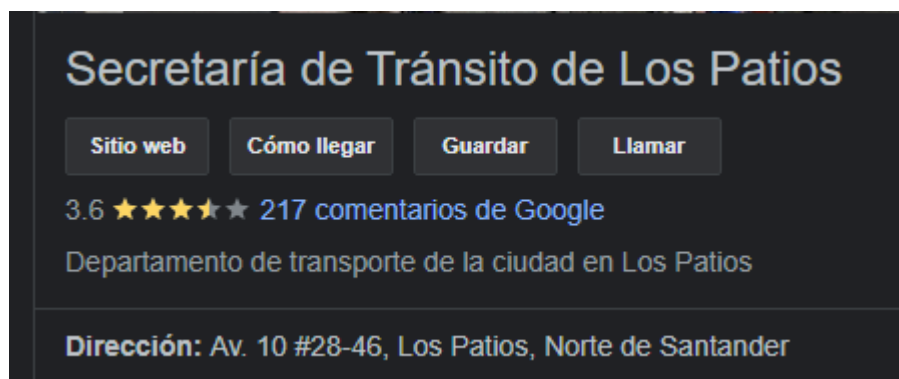 Secretaría de Tránsito de Los Patios
Sitio web Cómo llegar Guardar Llamar
3.6 217 comentarios de Google
Departamento de transporte de la ciudad en Los Patios
Dirección: Av. 10 #28-46, Los Patios, Norte de Santander